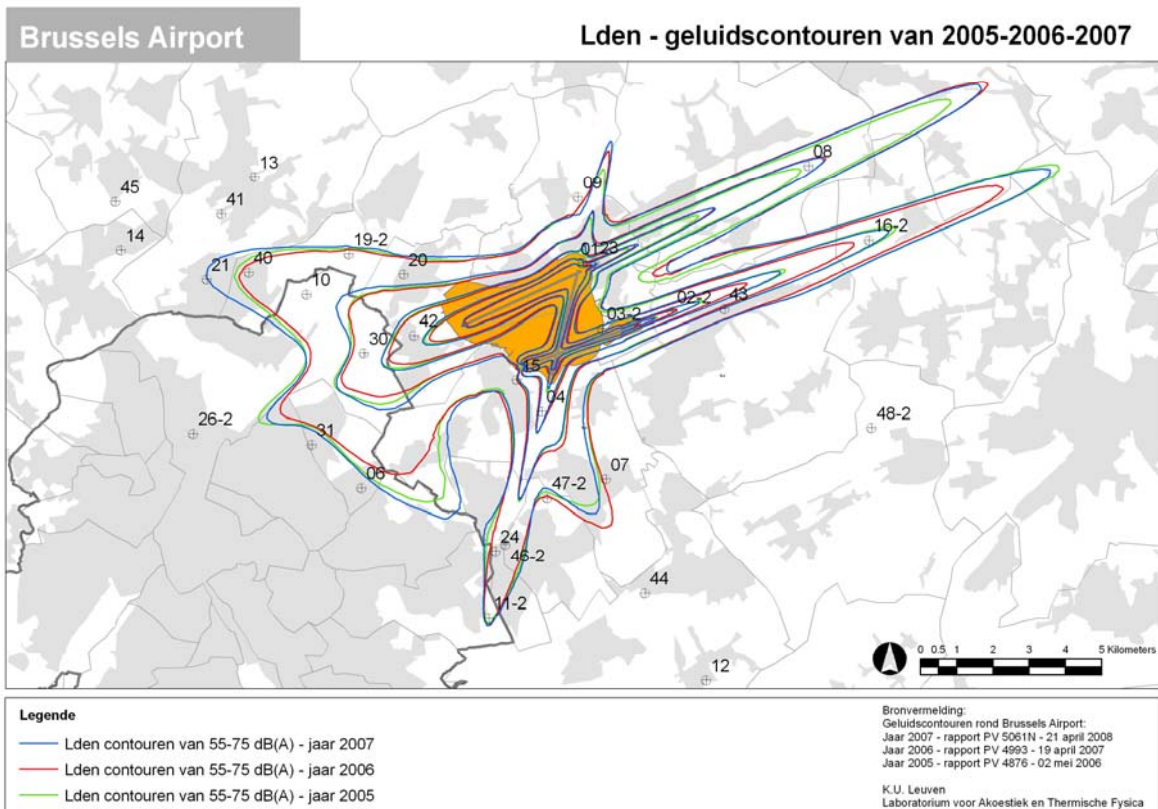 Brussels Airport
Lden - geluidscontouren van 2005-2006-2007
13
45
41
14
08
09
19-2
16-2
21
40
20
0123
10
02-2
43
03-2
42
30
15
04
26-2
31
48-2
06
07
47-2
24
46-2
44
11-2
12
0 0.5 1 2 3 4 5 Kilometers
Legende
Lden contouren van 55-75 dB(A) - jaar 2007
Lden contouren van 55-75 dB(A) - jaar 2006
Lden contouren van 55-75 dB(A) - jaar 2005
Bronvermelding:
Geluidscontouren rond Brussels Airport:
Jaar 2007 - rapport PV 5061N - 21 april 2008
Jaar 2006 - rapport PV 4993 - 19 april 2007
Jaar 2005 - rapport PV 4876 - 02 mei 2006
K.U. Leuven
Laboratorium voor Akoestiek en Thermische Fysica